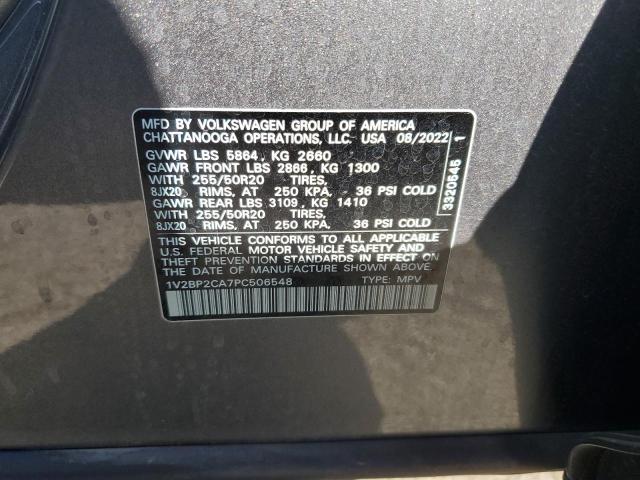 MFD BY VOLKSWAGEN GROUP OF AMERICA
CHATTANOOGA OPERATIONS, LLC. USA 08/2022
GVWR LBS 5864, KG 2660
GAWR FRONT LBS 2866, KG 1300
WITH 255/50R20 TIRES,
8JX20 RIMS, AT 250 KPA, 36 PSI COLD
GAWR REAR LBS 3109, KG 1410
WITH 255/50R20 TIRES,
8JX20 RIMS, AT 250 KPA, 36 PSI COLD
THIS VEHICLE CONFORMS TO ALL APPLICABLE
U.S. FEDERAL MOTOR VEHICLE SAFETY AND
THEFT PREVENTION STANDARDS IN EFFECT ON
THE DATE OF MANUFACTURE SHOWN ABOVE.
1V2BP2CA7PC506548 TYPE: MPV
3320545 1